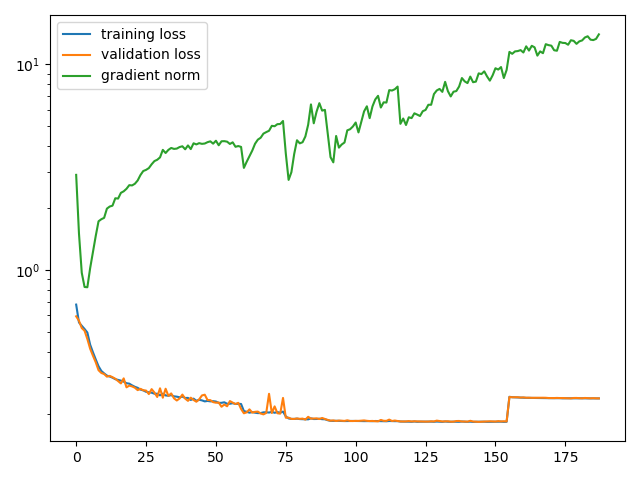 training loss
validation loss
gradient norm
10¹
10⁰
0 25 50 75 100 125 150 175